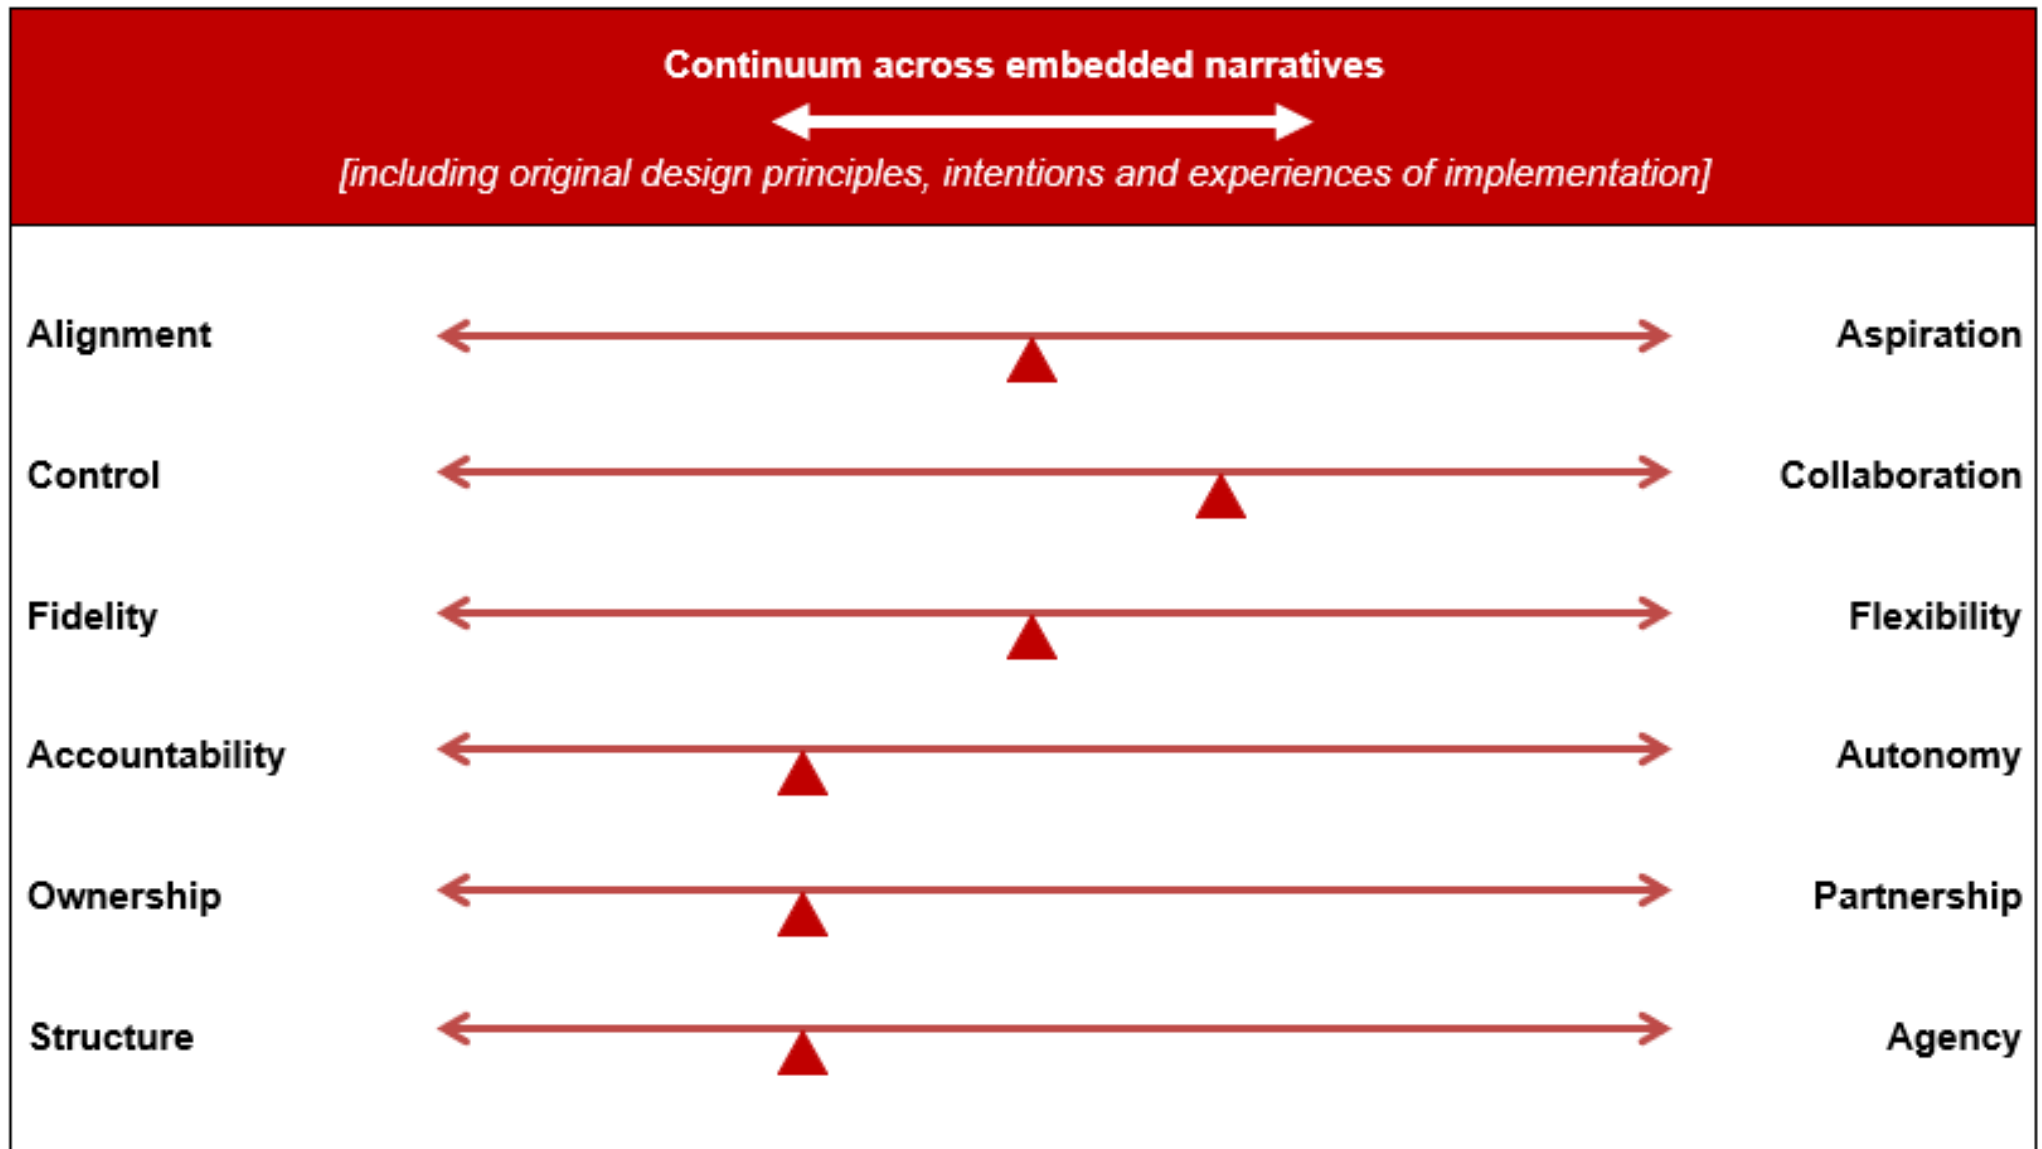 Continuum across embedded narratives
[including original design principles, intentions and experiences of implementation]
Alignment Aspiration
Control Collaboration
Fidelity Flexibility
Accountability Autonomy
Ownership Partnership
Structure Agency